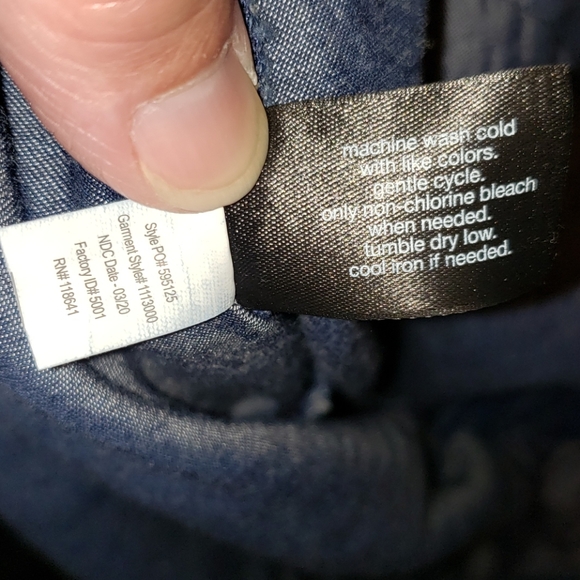 machine wash cold
with like colors.
gentle cycle.
only non-chlorine bleach
when needed.
tumble dry low.
cool iron if needed.
Style PO# 595125
Garment Style# 1113000
NDC Date - 03/20
Factory ID# 5001
RN# 118641